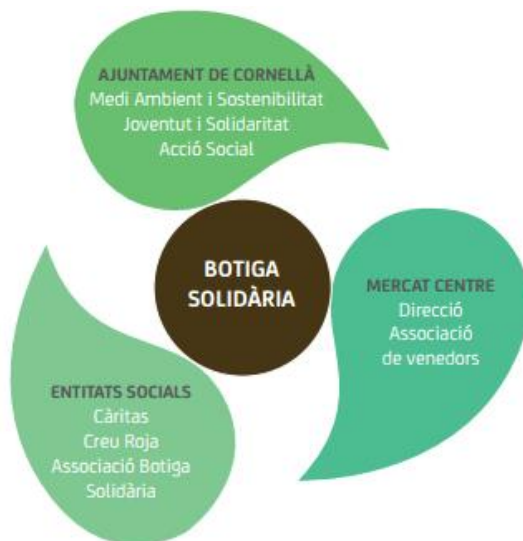 AJUNTAMENT DE CORNELLÀ
Medi Ambient i Sostenibilitat
Joventut i Solidaritat
Acció Social
BOTIGA
SOLIDÀRIA
MERCAT CENTRE
Direcció
Associació
de venedors
ENTITATS SOCIALS
Càritas
Creu Roja
Associació Botiga
Solidària